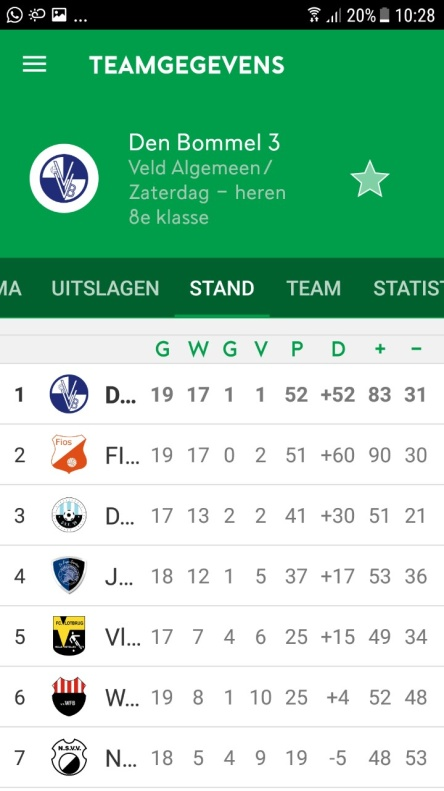 ... 20% 10:28
TEAMGEGEVENS
Den Bommel 3
Veld Algemeen /
Zaterdag – heren
8e klasse
MA UITSLAGEN STAND TEAM STATIST
G W G V P D + –
1 D... 19 17 1 1 52 +52 83 31
2 Fios FI... 19 17 0 2 51 +60 90 30
3 D... 17 13 2 2 41 +30 51 21
4 J... 18 12 1 5 37 +17 53 36
5 Vl... 17 7 4 6 25 +15 49 34
6 W... 19 8 1 10 25 +4 52 48
7 N.S.V.V. N... 18 5 4 9 19 -5 48 53